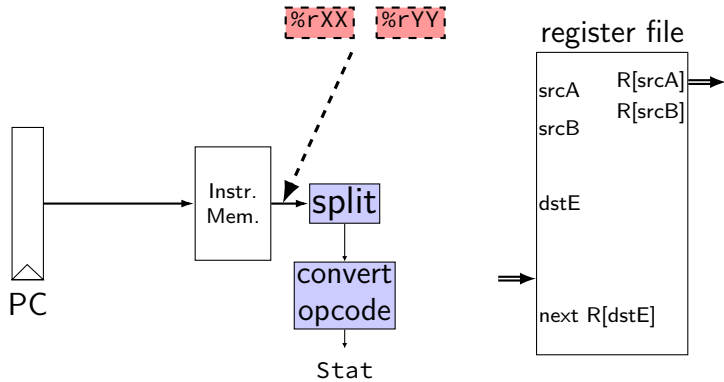 %rXX %rYY
register file
srcA R[srcA]
srcB R[srcB]
Instr.
Mem.
split
dstE
convert
opcode
PC
next R[dstE]
Stat